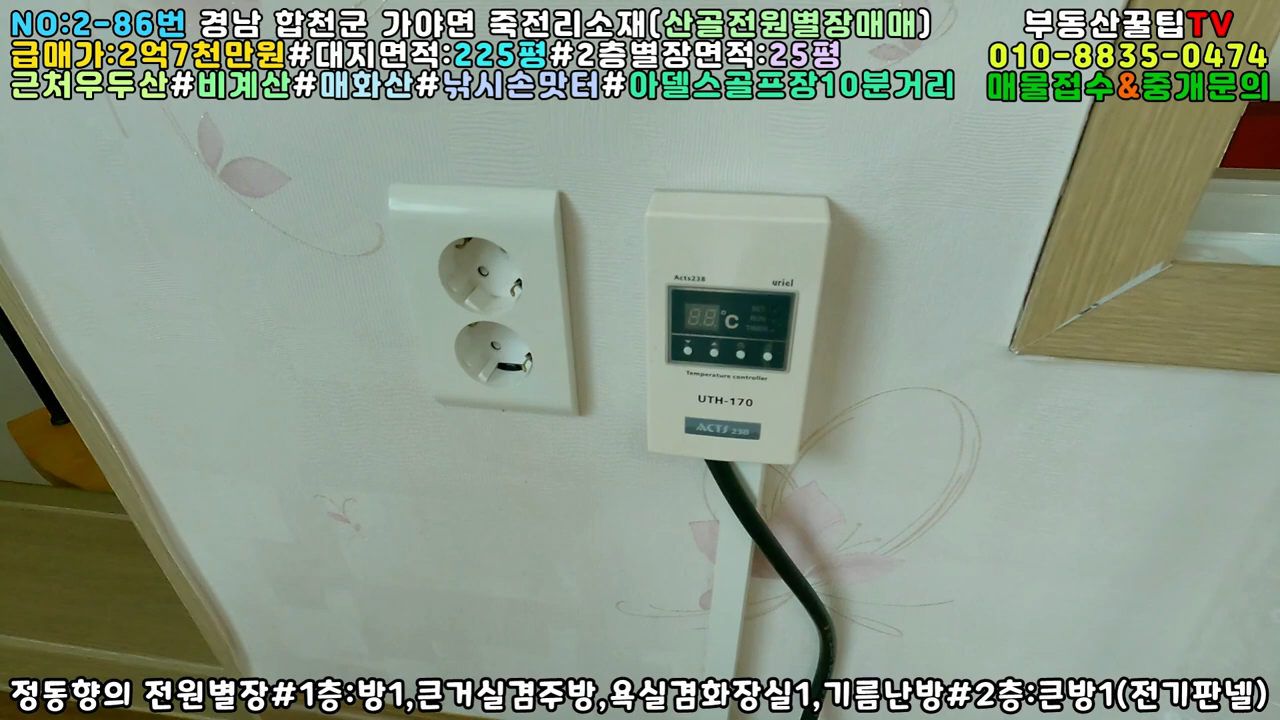 NO:2-86번 경남 합천군 가야면 죽전리소재(산골전원별장매매)
급매가:2억7천만원#대지면적:225평#2층별장면적:25평
근처우두산#비계산#매화산#낚시손맛터#아델스골프장10분거리
부동산꿀팁TV
010-8835-0474
매물접수&중개문의
Acts238 uriel
°C
Temperature controller
UTH-170
ACTS 230
정동향의 전원별장#1층:방1,큰거실겸주방,욕실겸화장실1,기름난방#2층:큰방1(전기판넬)